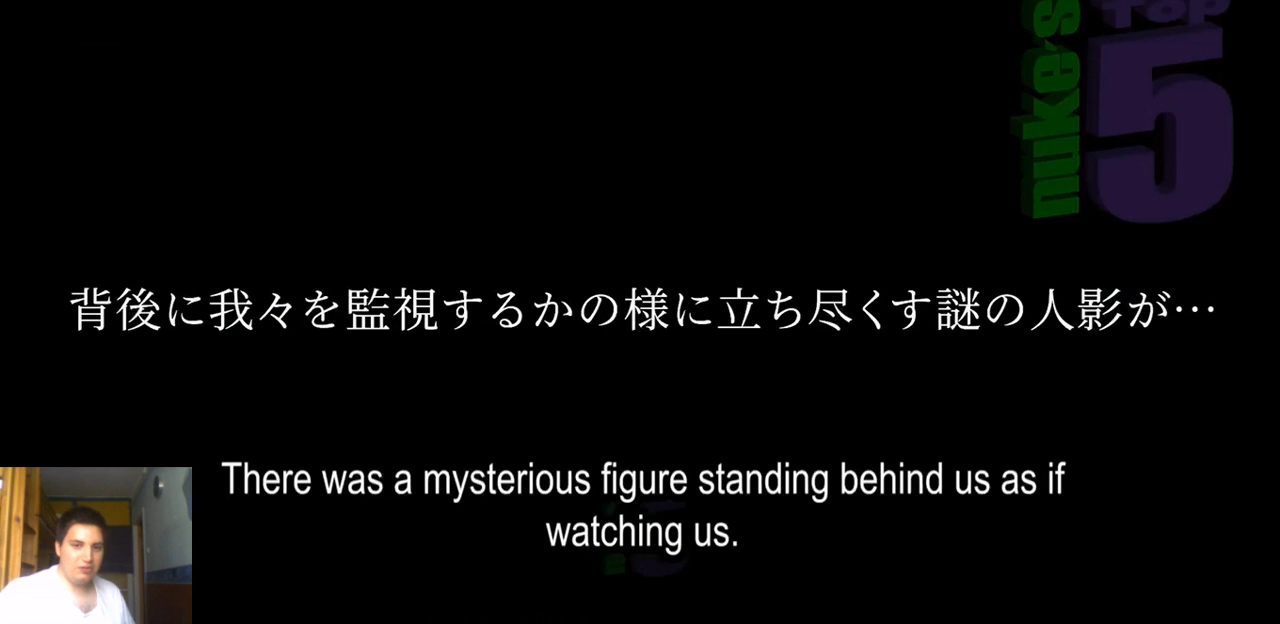 Top
nuke's
5
背後に我々を監視するかの様に立ち尽くす謎の人影が…
There was a mysterious figure standing behind us as if
watching us.